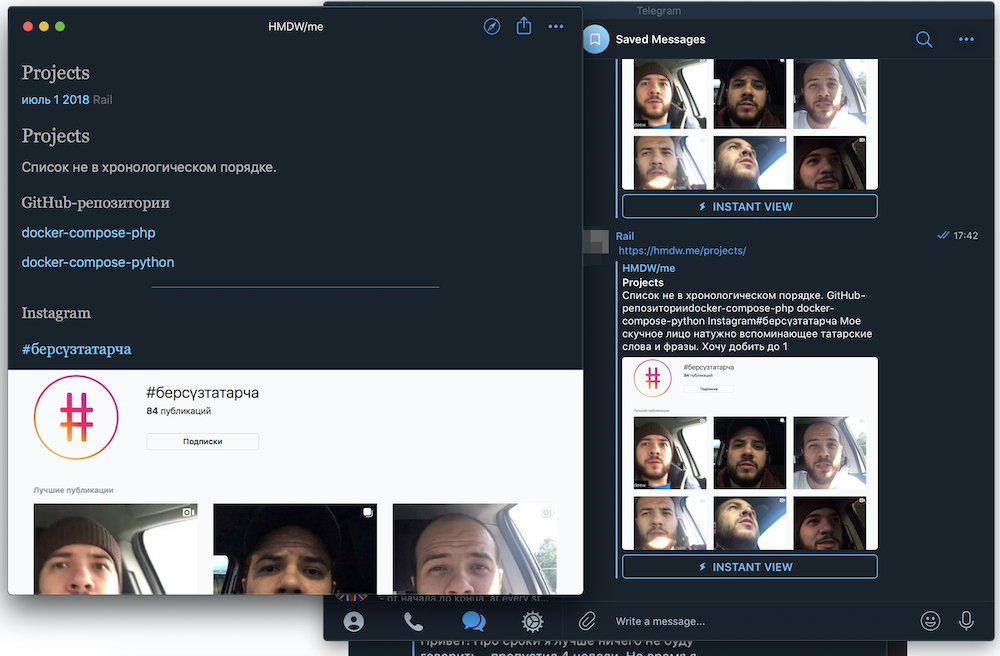 HMDW/me
Projects
июль 1 2018 Rail
Projects
Список не в хронологическом порядке.
GitHub-репозитории
docker-compose-php
docker-compose-python
Instagram
#берсүзтатарча
#берсүзтатарча
84 публикаций
Подписки
Лучшие публикации
Telegram
Saved Messages
deew
INSTANT VIEW
Rail
17:42
https://hmdw.me/projects/
HMDW/me
Projects
Список не в хронологическом порядке. GitHub-
репозиторииdocker-compose-php docker-
compose-python Instagram#берсүзтатарча Мое
скучное лицо натужно вспоминающее татарские
слова и фразы. Хочу добить до 1
#берсүзтатарча
84 публикаций
Подписки
Лучшие публикации
deew
INSTANT VIEW
- от начала до конца, at every st...
Write a message...
Привет! Про сроки я лучше ничего не буду
говорить – пропустил 4 недели. Но время я